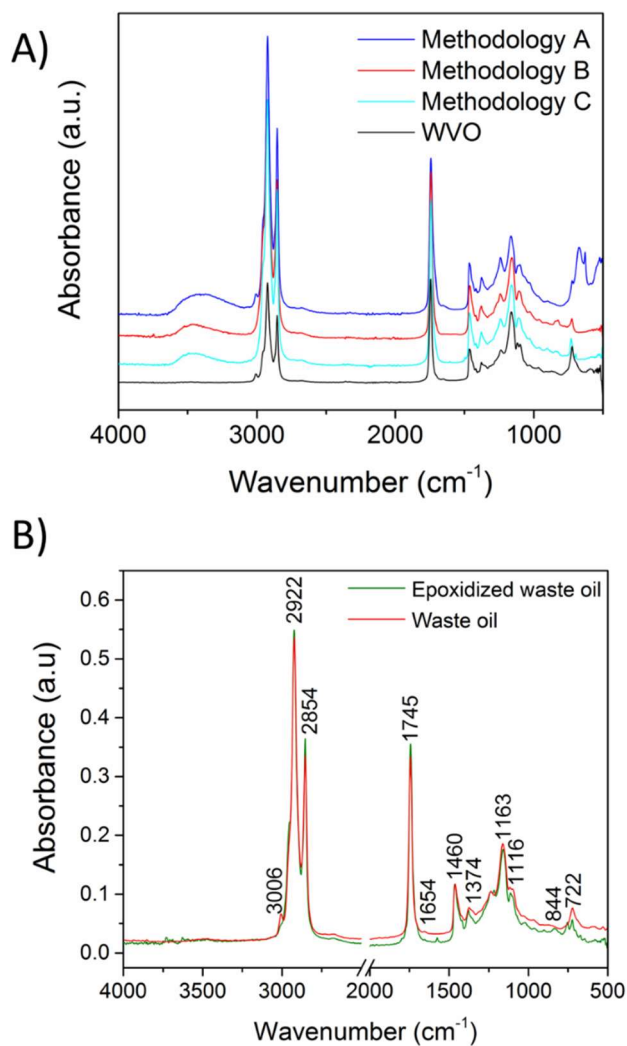 A)
Methodology A
Methodology B
Methodology C
WVO
Absorbance (a.u.)
4000 3000 2000 1000
Wavenumber (cm⁻¹)
B)
Epoxidized waste oil
Waste oil
0.6
0.5
0.4
0.3
0.2
0.1
0.0
Absorbance (a.u)
3006
2922
2854
1745
1654
1460
1374
1163
1116
844
722
4000 3500 3000 2500 2000 1500 1000 500
Wavenumber (cm⁻¹)